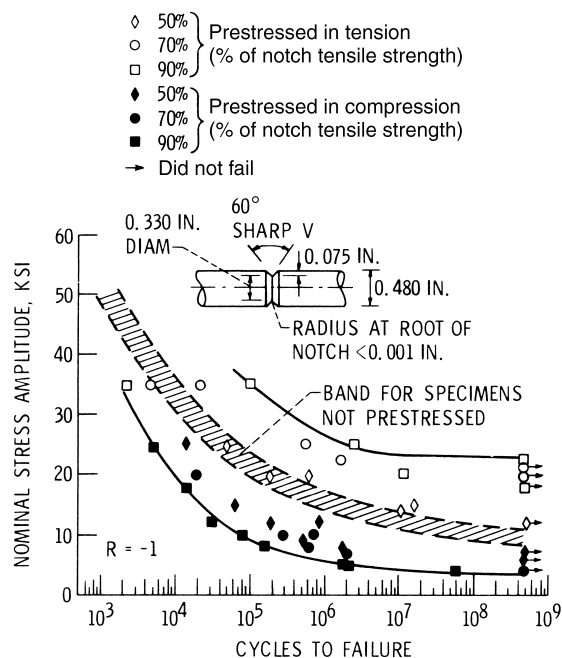 50%
70%
90%
Prestressed in tension
(% of notch tensile strength)
50%
70%
90%
Prestressed in compression
(% of notch tensile strength)
Did not fail
60°
SHARP V
0.330 IN.
DIAM
0.075 IN.
0.480 IN.
RADIUS AT ROOT OF
NOTCH <0.001 IN.
BAND FOR SPECIMENS
NOT PRESTRESSED
R = -1
NOMINAL STRESS AMPLITUDE, KSI
60
50
40
30
20
10
0
10³ 10⁴ 10⁵ 10⁶ 10⁷ 10⁸ 10⁹
CYCLES TO FAILURE